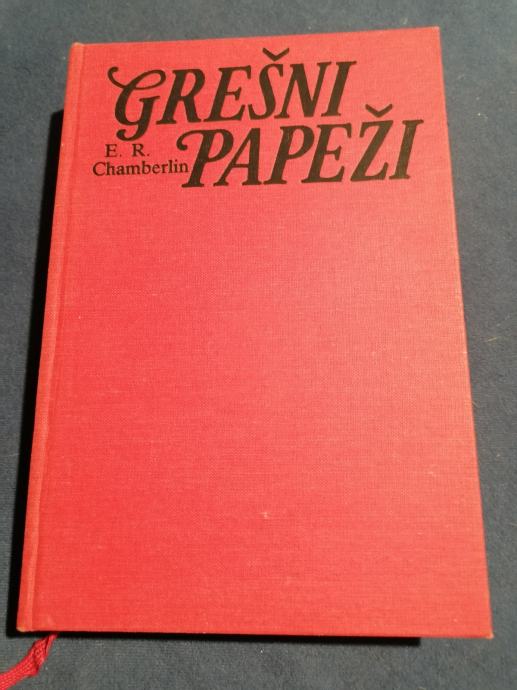 GREŠNI
PAPEŽI
E. R.
Chamberlin